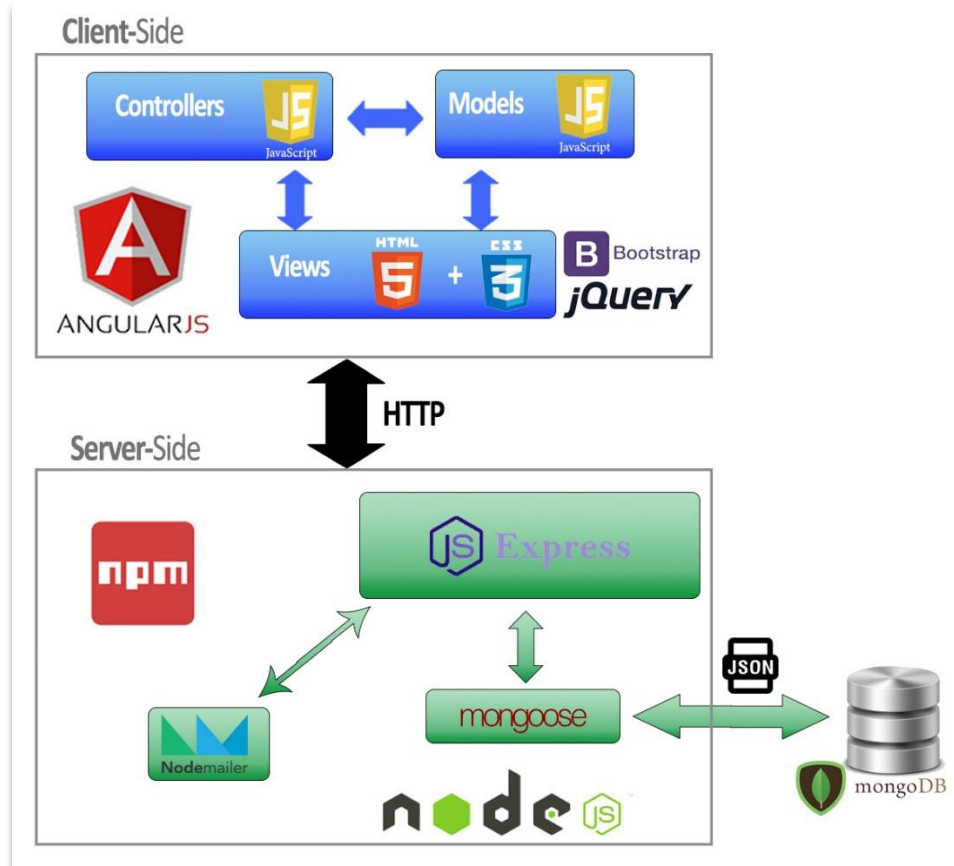 Client-Side
Controllers
JS
JavaScript
Models
JS
JavaScript
A
ANGULARJS
Views
HTML
5
+
CSS
3
B Bootstrap
jQuery
HTTP
Server-Side
npm
JS Express
JSON
Nodemailer
mongoose
mongoDB
node JS